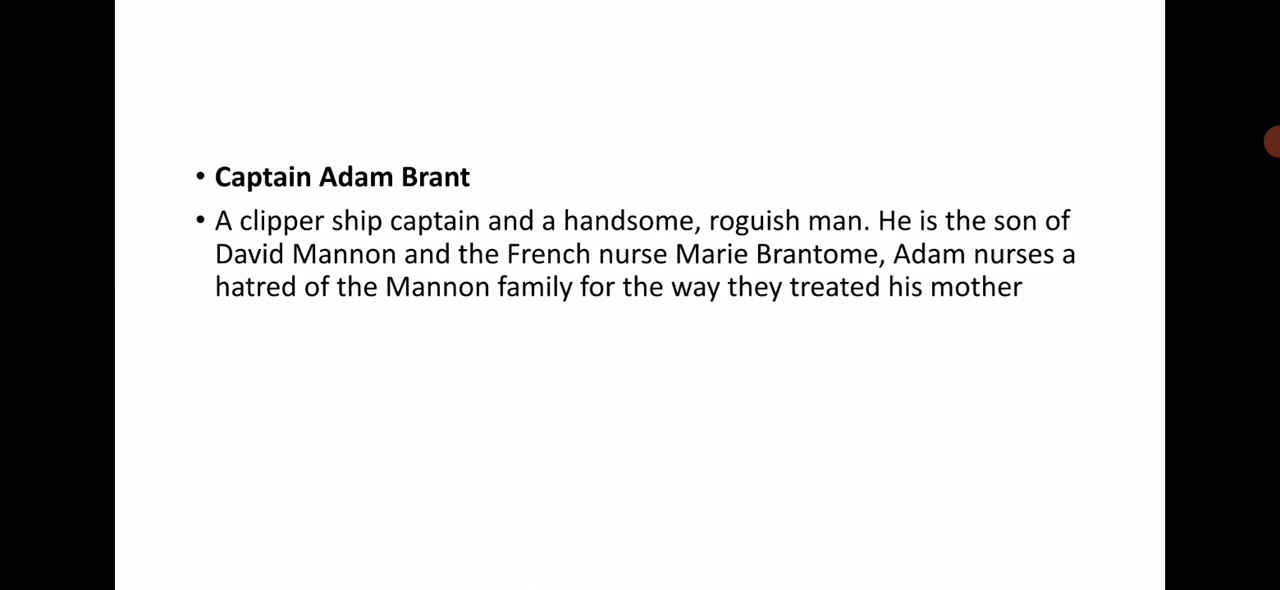 • Captain Adam Brant
• A clipper ship captain and a handsome, roguish man. He is the son of
David Mannon and the French nurse Marie Brantome, Adam nurses a
hatred of the Mannon family for the way they treated his mother